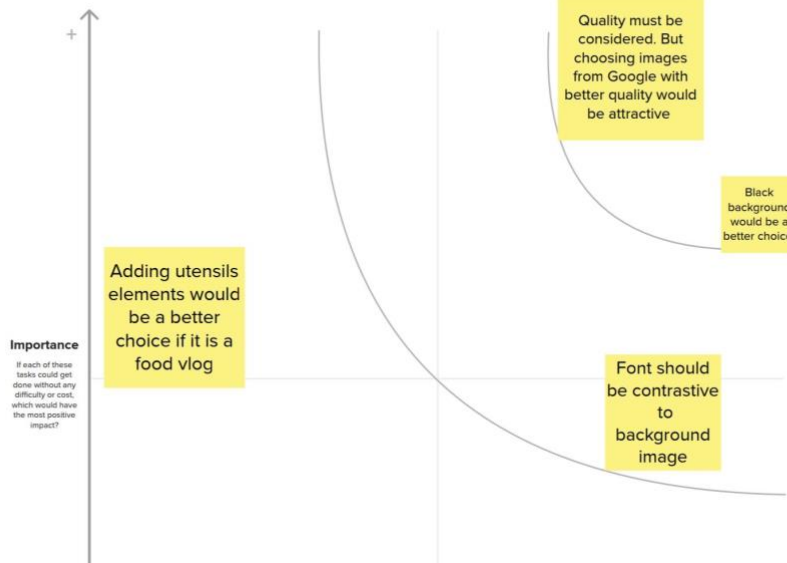 +
Quality must be
considered. But
choosing images
from Google with
better quality would
be attractive
Black
background
would be a
better choice
Adding utensils
elements would
be a better
choice if it is a
food vlog
Importance
If each of these
tasks could get
done without any
difficulty or cost,
which would have
the most positive
impact?
Font should
be contrastive
to
background
image